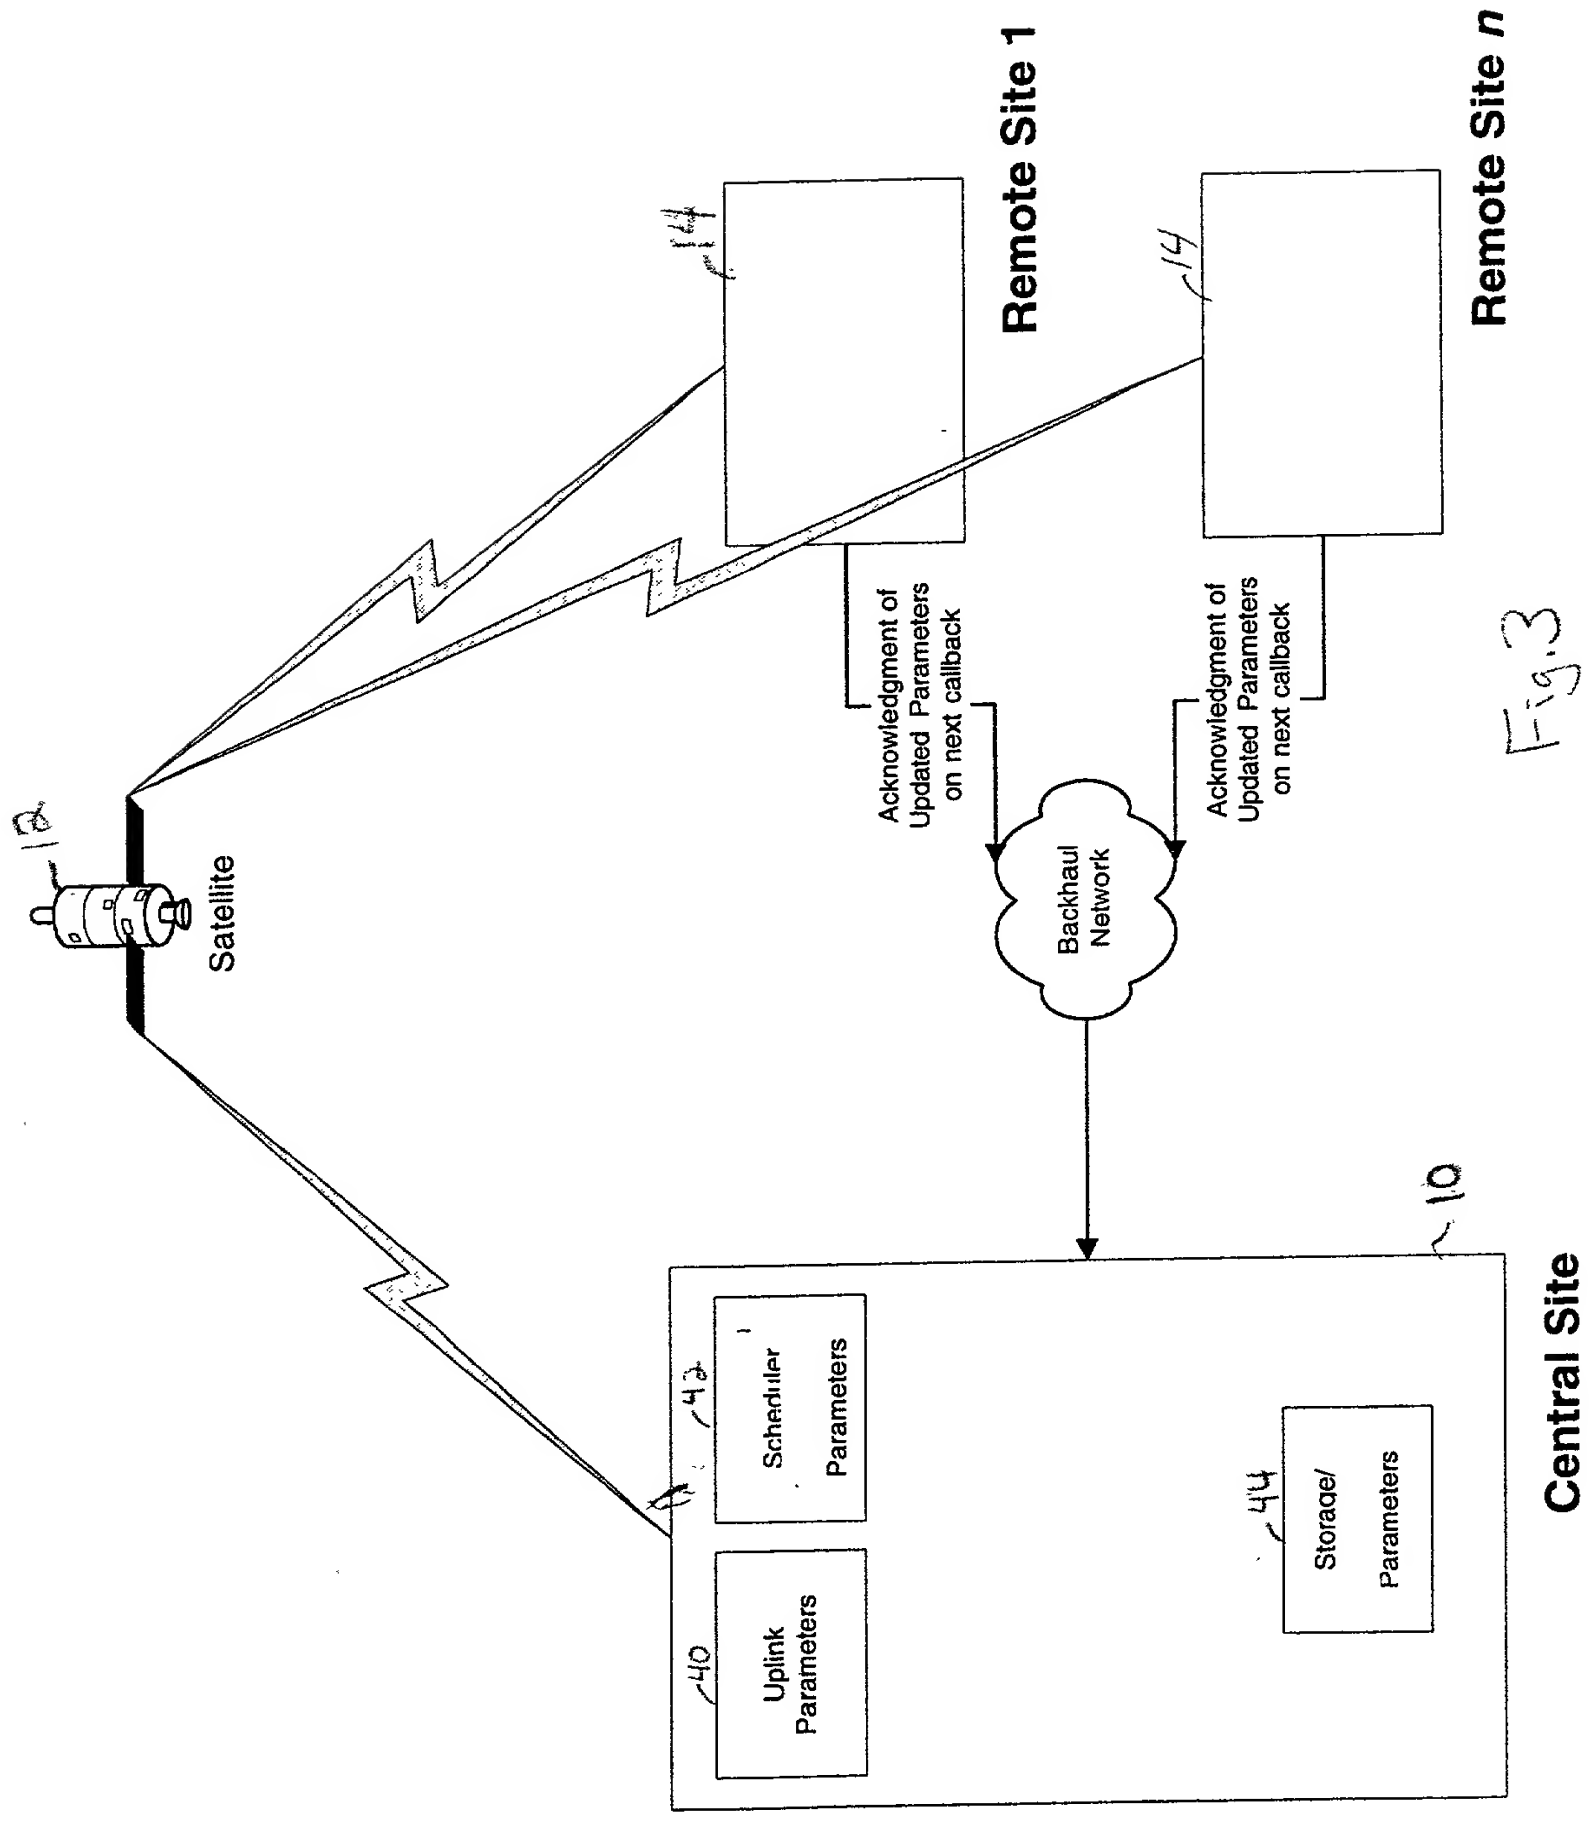 12
Satellite
14
Remote Site 1
14
Remote Site n
Acknowledgment of
Updated Parameters
on next callback
Acknowledgment of
Updated Parameters
on next callback
Backhaul
Network
40
Uplink
Parameters
42
Scheduler
Parameters
44
Storage/
Parameters
10
Central Site
Fig.3